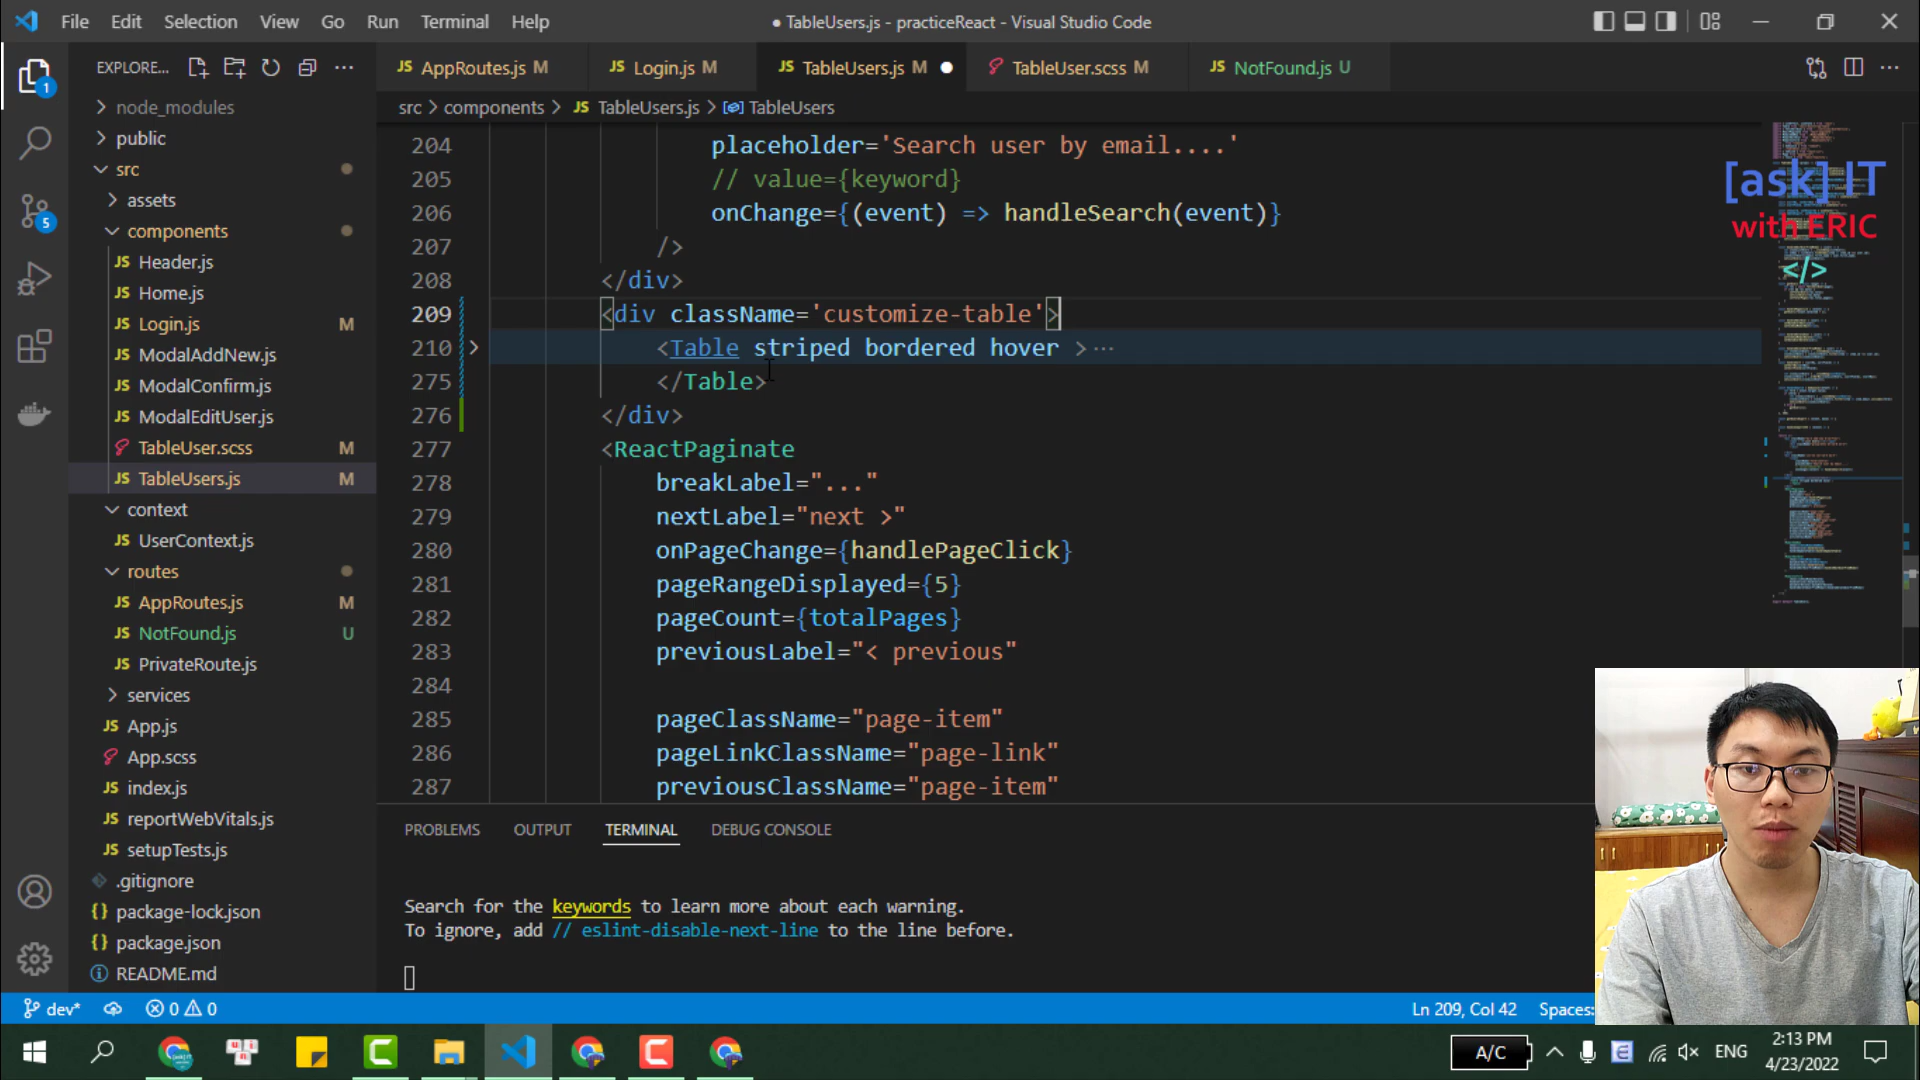 File Edit Selection View Go Run Terminal Help
● TableUsers.js - practiceReact - Visual Studio Code
EXPLORE...
JS AppRoutes.js M
JS Login.js M
JS TableUsers.js M
TableUser.scss M
JS NotFound.js U
src > components > JS TableUsers.js > TableUsers
1
5
node_modules
public
src
assets
components
JS Header.js
JS Home.js
JS Login.js M
JS ModalAddNew.js
JS ModalConfirm.js
JS ModalEditUser.js
TableUser.scss M
JS TableUsers.js M
context
JS UserContext.js
routes
JS AppRoutes.js M
JS NotFound.js U
JS PrivateRoute.js
services
JS App.js
App.scss
JS index.js
JS reportWebVitals.js
JS setupTests.js
.gitignore
{} package-lock.json
{} package.json
README.md
204 placeholder='Search user by email....'
205 // value={keyword}
206 onChange={(event) => handleSearch(event)}
207 />
208 </div>
209 <div className='customize-table'>
210 <Table striped bordered hover > ...
275 </Table>
276 </div>
277 <ReactPaginate
278 breakLabel="..."
279 nextLabel="next >"
280 onPageChange={handlePageClick}
281 pageRangeDisplayed={5}
282 pageCount={totalPages}
283 previousLabel="< previous"
284
285 pageClassName="page-item"
286 pageLinkClassName="page-link"
287 previousClassName="page-item"
[ask] IT
with ERIC
</>
PROBLEMS OUTPUT TERMINAL DEBUG CONSOLE
Search for the keywords to learn more about each warning.
To ignore, add // eslint-disable-next-line to the line before.
dev* 0 0
Ln 209, Col 42 Spaces:
A/C
ENG
2:13 PM
4/23/2022